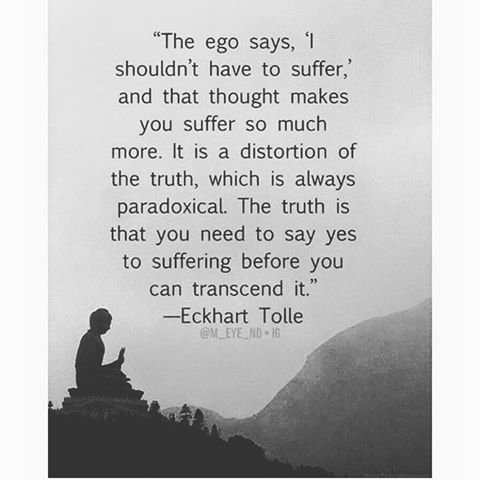 “The ego says, ‘I
shouldn’t have to suffer,’
and that thought makes
you suffer so much
more. It is a distortion of
the truth, which is always
paradoxical. The truth is
that you need to say yes
to suffering before you
can transcend it.”
—Eckhart Tolle
@M_EYE_ND • IG